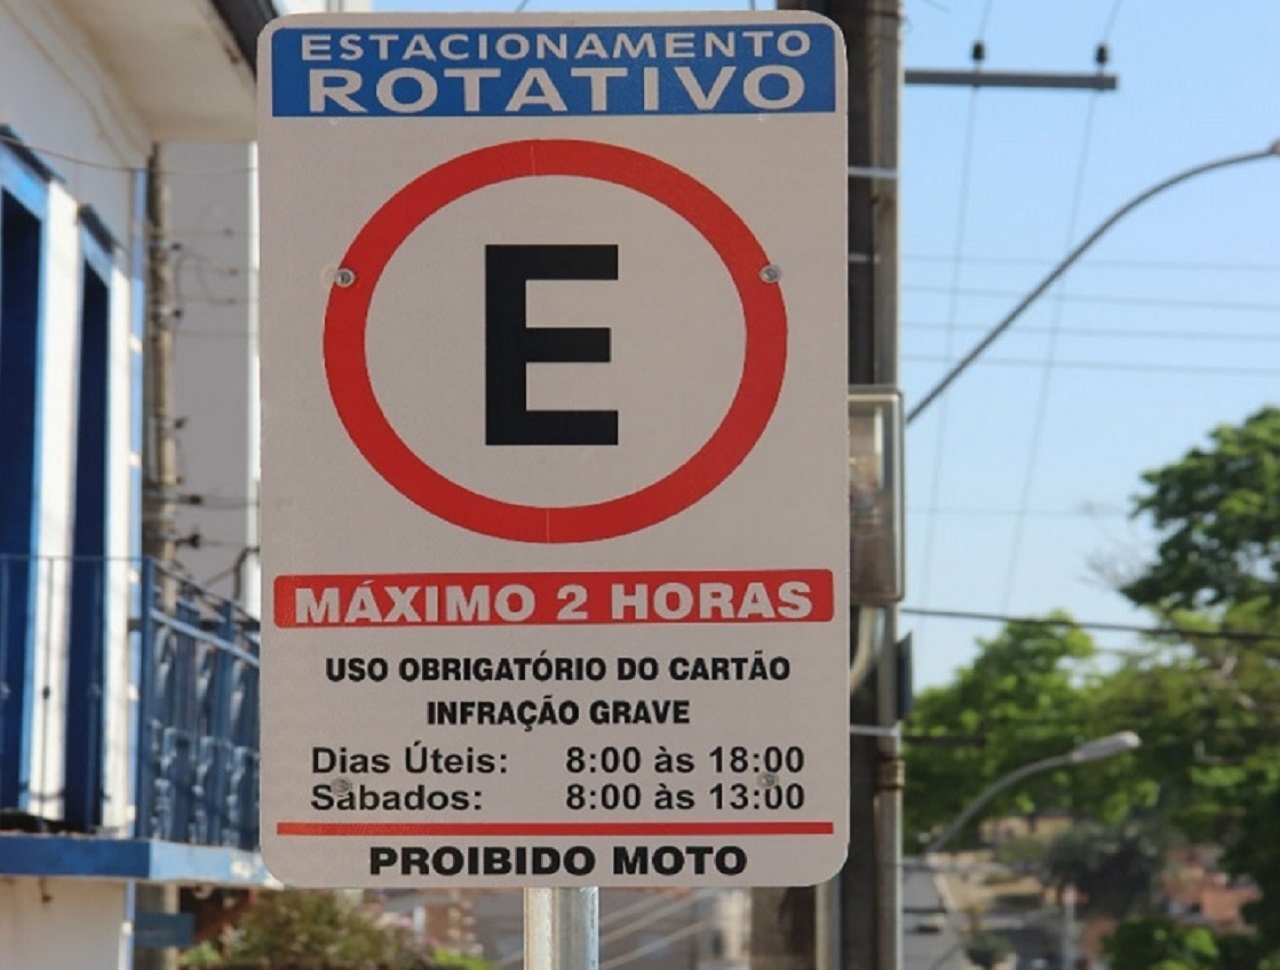 ESTACIONAMENTO
ROTATIVO
E
MÁXIMO 2 HORAS
USO OBRIGATÓRIO DO CARTÃO
INFRAÇÃO GRAVE
Dias Úteis: 8:00 às 18:00
Sábados: 8:00 às 13:00
PROIBIDO MOTO